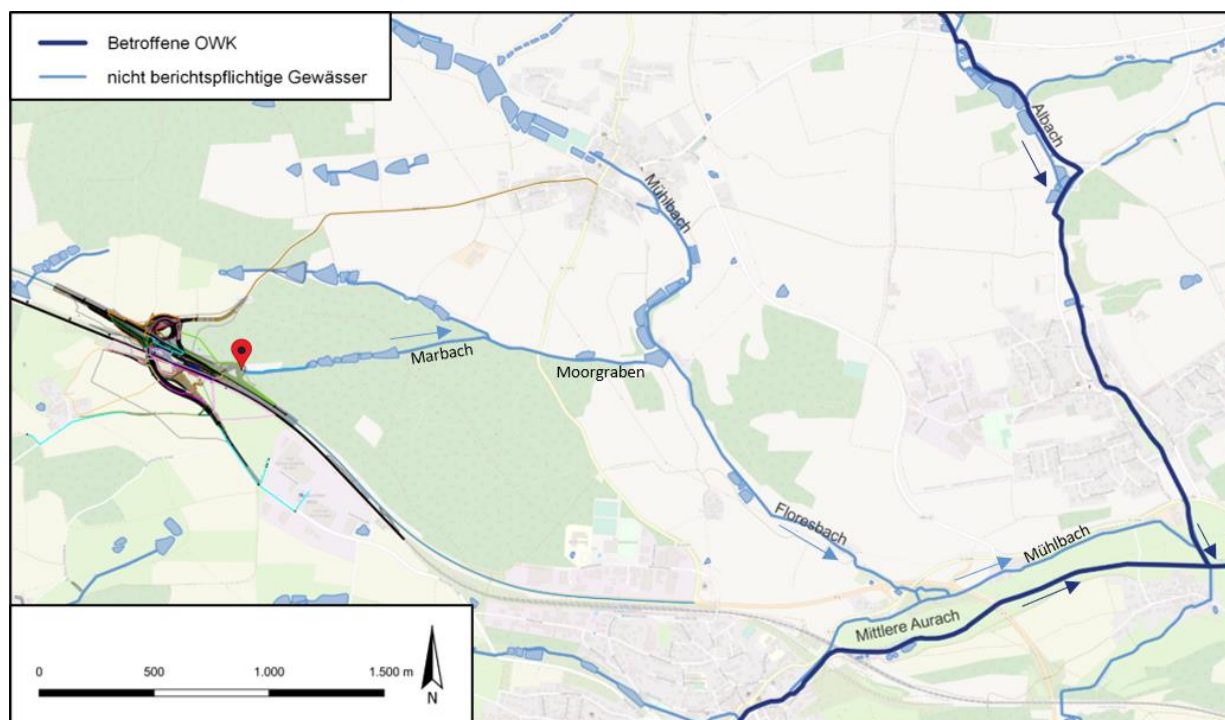 Betroffene OWK
nicht berichtspflichtige Gewässer
Albach
Mühlbach
Marbach
Moorgraben
Floresbach
Mühlbach
Mittlere Aurach
0 500 1.000 1.500 m
N